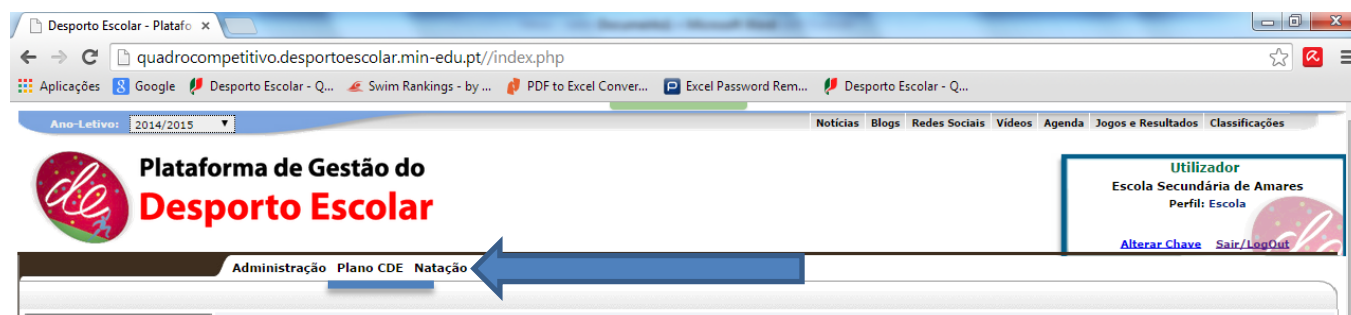 Desporto Escolar - Platafo
quadrocompetitivo.desportoescolar.min-edu.pt//index.php
Aplicações Google Desporto Escolar - Q... Swim Rankings - by ... PDF to Excel Conver... Excel Password Rem... Desporto Escolar - Q...
Ano-Letivo: 2014/2015 Notícias Blogs Redes Sociais Vídeos Agenda Jogos e Resultados Classificações
de
Plataforma de Gestão do
Desporto Escolar
Utilizador
Escola Secundária de Amares
Perfil: Escola
Alterar Chave Sair/LogOut
Administração Plano CDE Natação